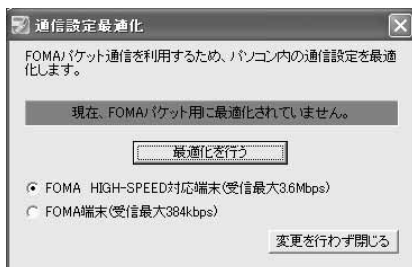 通信設定最適化
FOMAパケット通信を利用するため、パソコン内の通信設定を最適
化します。
現在、FOMAパケット用に最適化されていません。
最適化を行う
FOMA HIGH-SPEED対応端末(受信最大3.6Mbps)
FOMA端末(受信最大384kbps)
変更を行わず閉じる